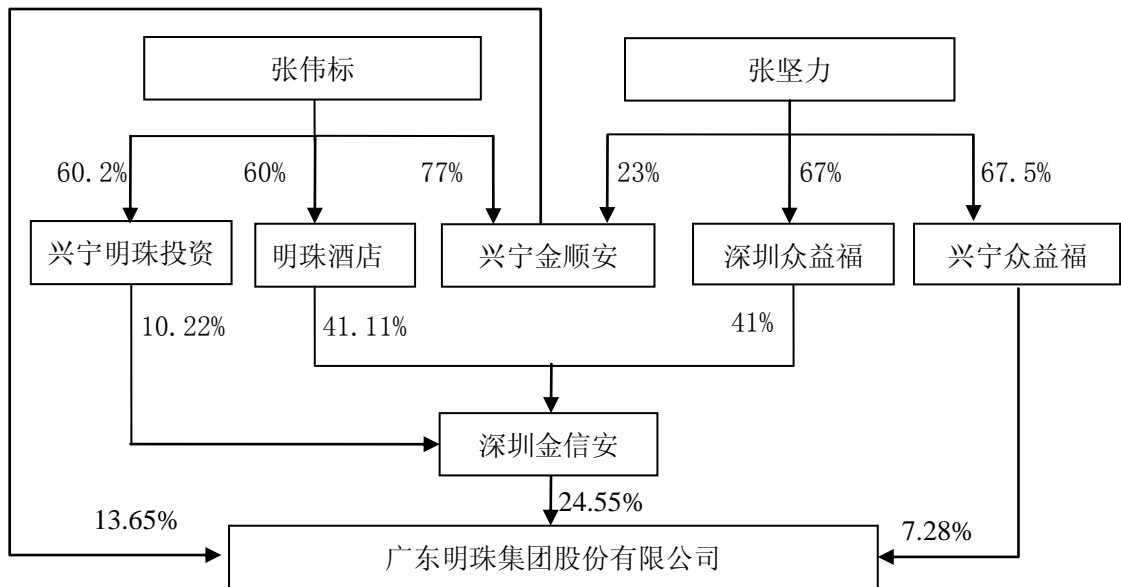 张伟标
张坚力
60.2%
60%
77%
23%
67%
67.5%
兴宁明珠投资
明珠酒店
兴宁金顺安
深圳众益福
兴宁众益福
10.22%
41.11%
41%
深圳金信安
24.55%
13.65%
7.28%
广东明珠集团股份有限公司